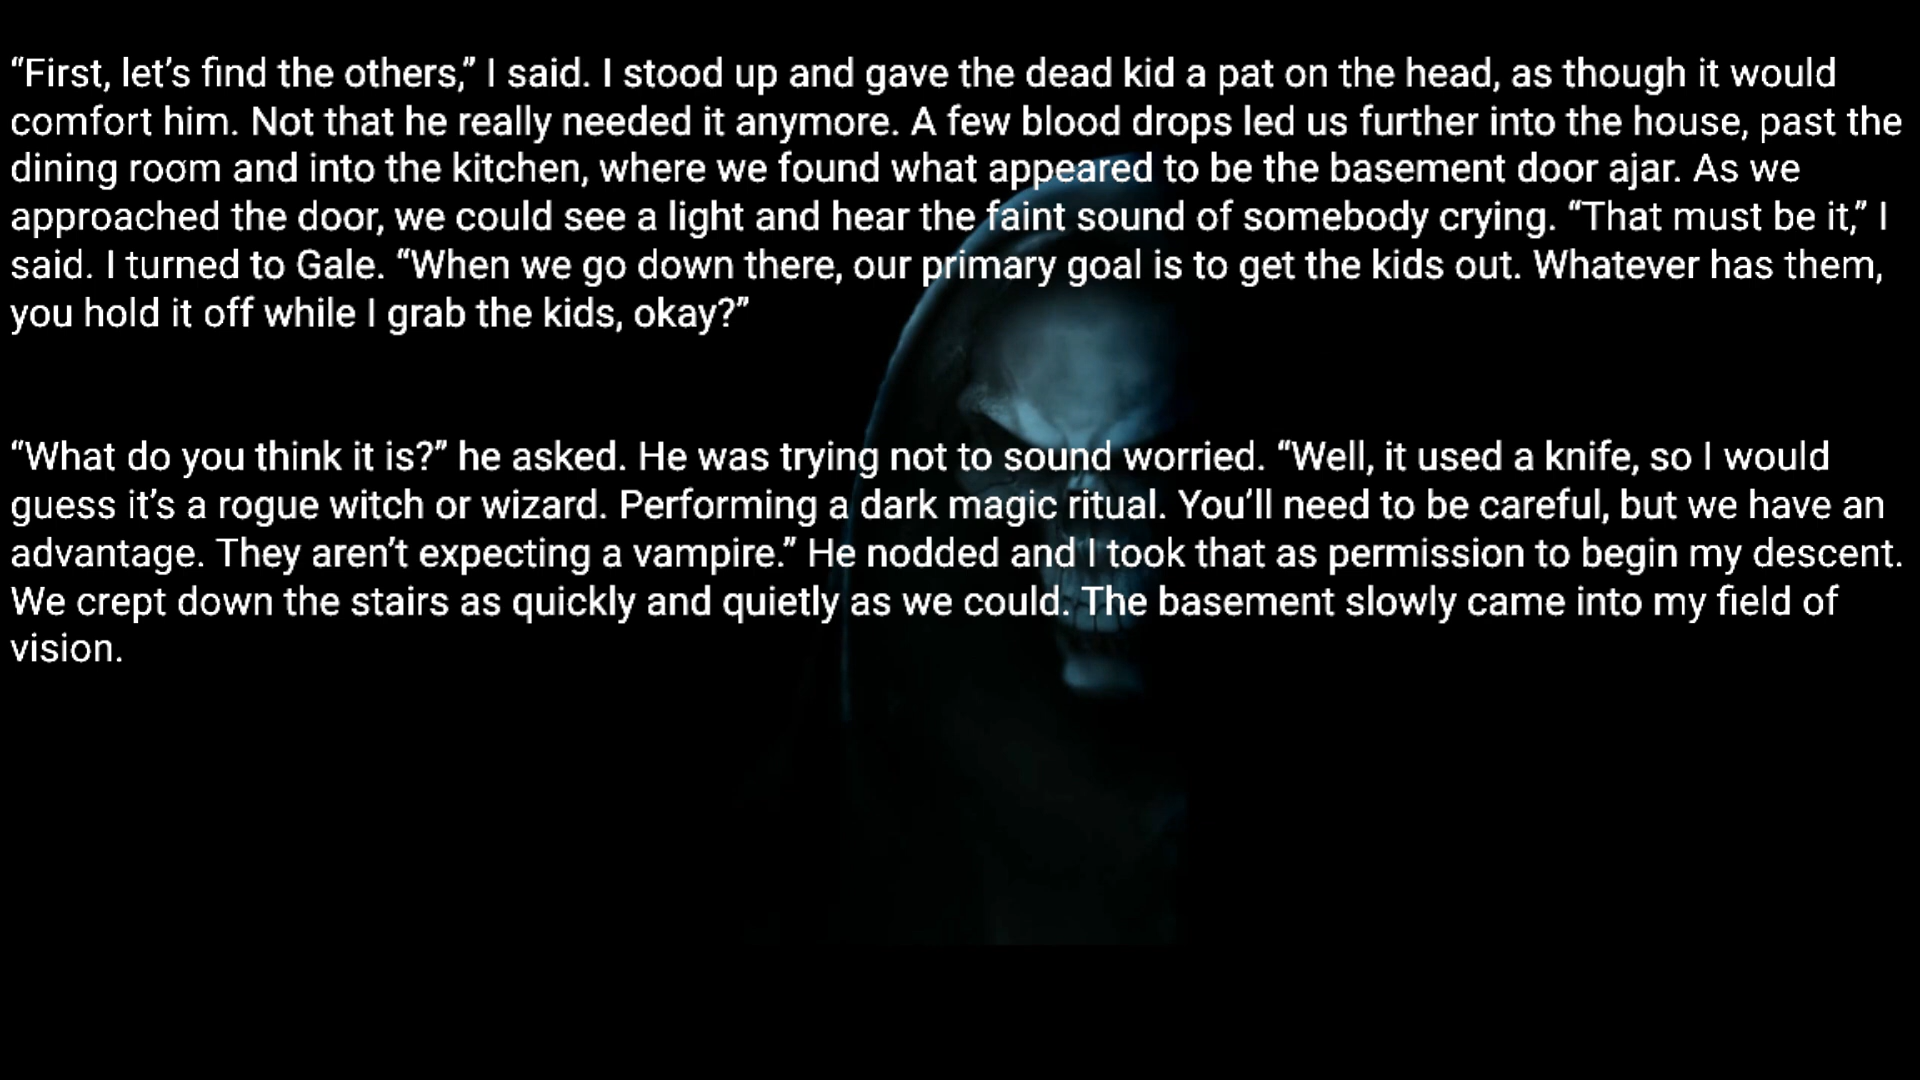 “First, let’s find the others,” I said. I stood up and gave the dead kid a pat on the head, as though it would
comfort him. Not that he really needed it anymore. A few blood drops led us further into the house, past the
dining room and into the kitchen, where we found what appeared to be the basement door ajar. As we
approached the door, we could see a light and hear the faint sound of somebody crying. “That must be it,” I
said. I turned to Gale. “When we go down there, our primary goal is to get the kids out. Whatever has them,
you hold it off while I grab the kids, okay?”
“What do you think it is?” he asked. He was trying not to sound worried. “Well, it used a knife, so I would
guess it’s a rogue witch or wizard. Performing a dark magic ritual. You’ll need to be careful, but we have an
advantage. They aren’t expecting a vampire.” He nodded and I took that as permission to begin my descent.
We crept down the stairs as quickly and quietly as we could. The basement slowly came into my field of
vision.